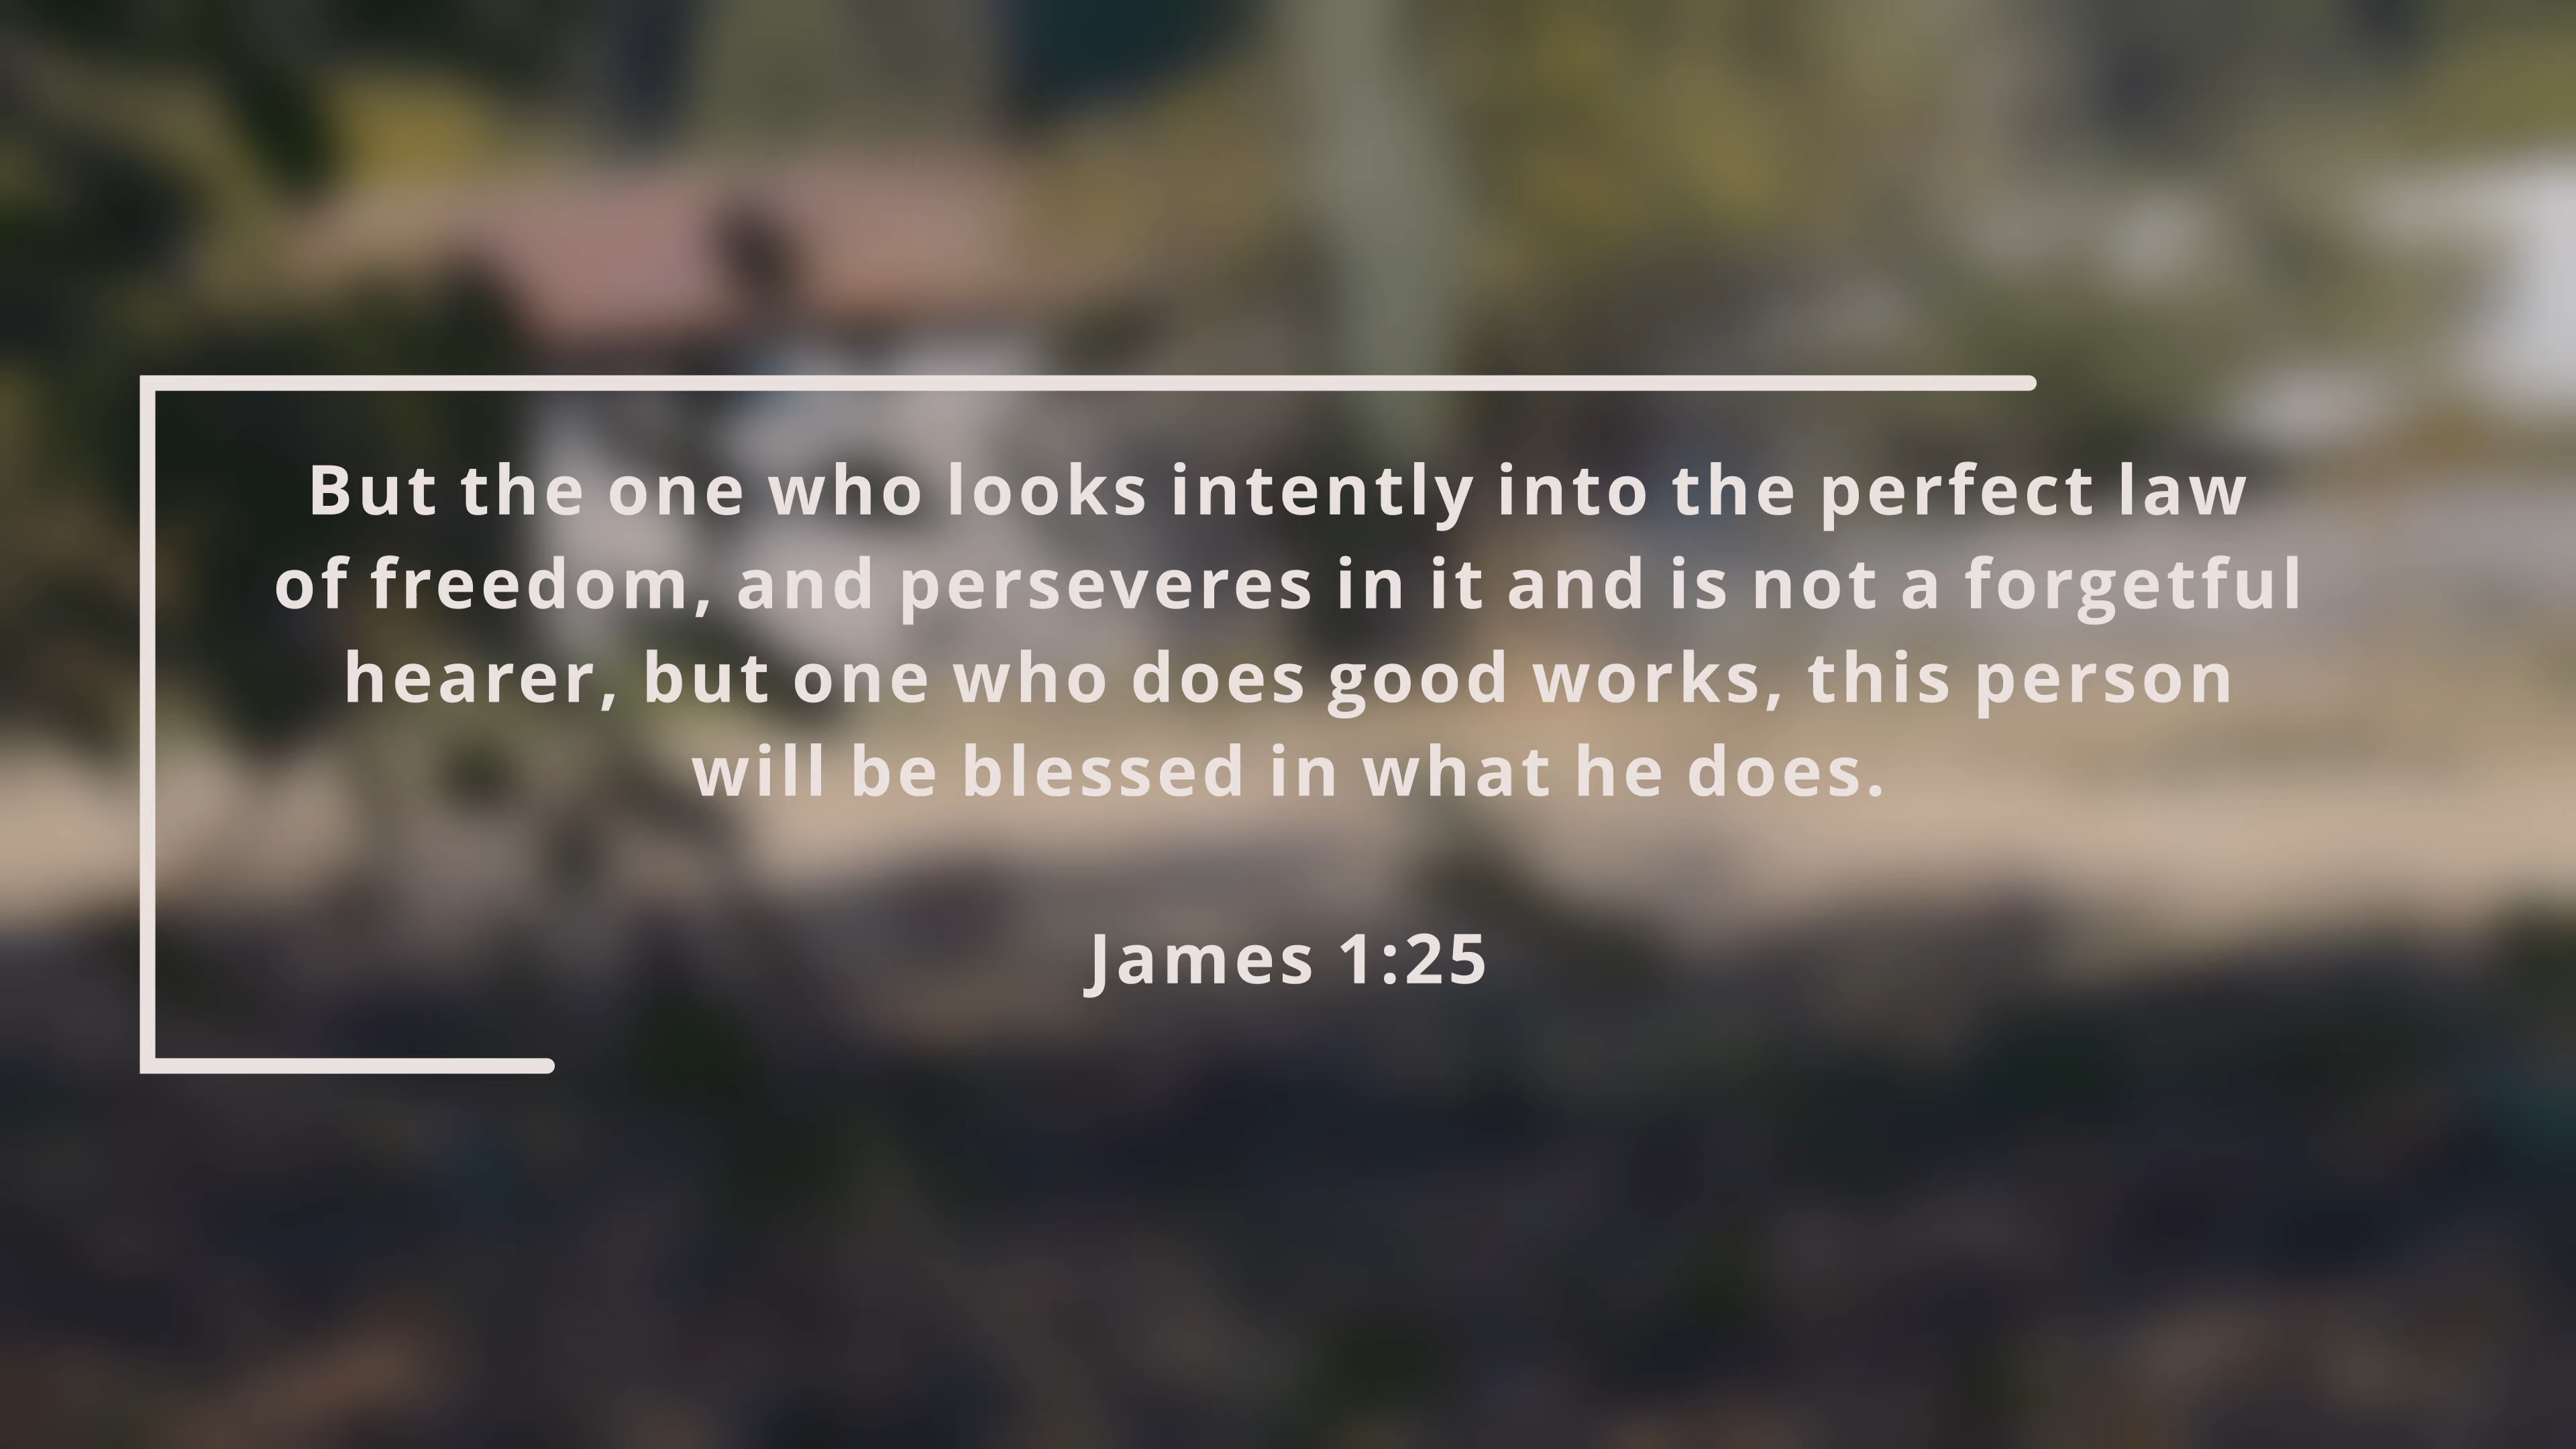 But the one who looks intently into the perfect law
of freedom, and perseveres in it and is not a forgetful
hearer, but one who does good works, this person
will be blessed in what he does.
James 1:25